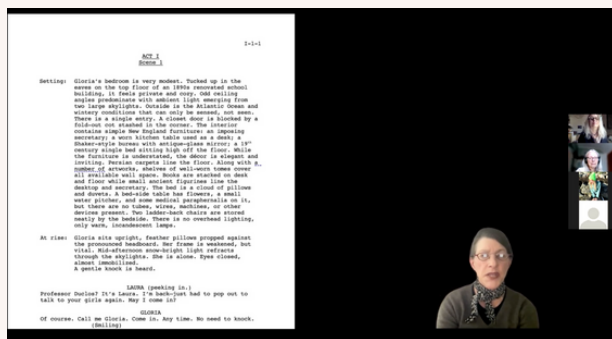 I-1-1
ACT I
Scene 1
Setting: Gloria's bedroom is very modest. Tucked up in the
eaves on the top floor of an 1890s renovated school
building, it feels private and cozy. Odd ceiling
angles predominate with ambient light emerging from
two large skylights. Outside is the Atlantic Ocean and
wintery conditions that can only be sensed, not seen.
There is a single entry. A closet door is blocked by a
fold-out cot stashed in the corner. The interior
contains simple New England furniture: an imposing
secretary; a worn kitchen table used as a desk; a
Shaker-style bureau with antique-glass mirror; a 19th
century single bed sitting high off the floor. While
the furniture is understated, the décor is elegant and
inviting. Persian carpets line the floor. Along with a
number of artworks, shelves of well-worn tomes cover
all available wall space. Books are stacked on desk
and floor while small ancient figurines line the
desktop and secretary. The bed is a cloud of pillows
and duvets. A bed-side table has flowers, a small
water pitcher, and some medical paraphernalia on it,
but there are no tubes, wires, machines, or other
devices present. Two ladder-back chairs are stored
neatly by the bedside. There is no overhead lighting,
only warm, incandescent lamps.
At rise: Gloria sits upright, feather pillows propped against
the pronounced headboard. Her frame is weakened, but
vital. Mid-afternoon snow-bright light refracts
through the skylights. She is alone. Eyes closed,
almost immobilized.
A gentle knock is heard.
LAURA (peeking in.)
Professor Duclos? It's Laura. I'm back—just had to pop out to
talk to your girls again. May I come in?
GLORIA
Of course. Call me Gloria. Come in. Any time. No need to knock.
(Smiling)